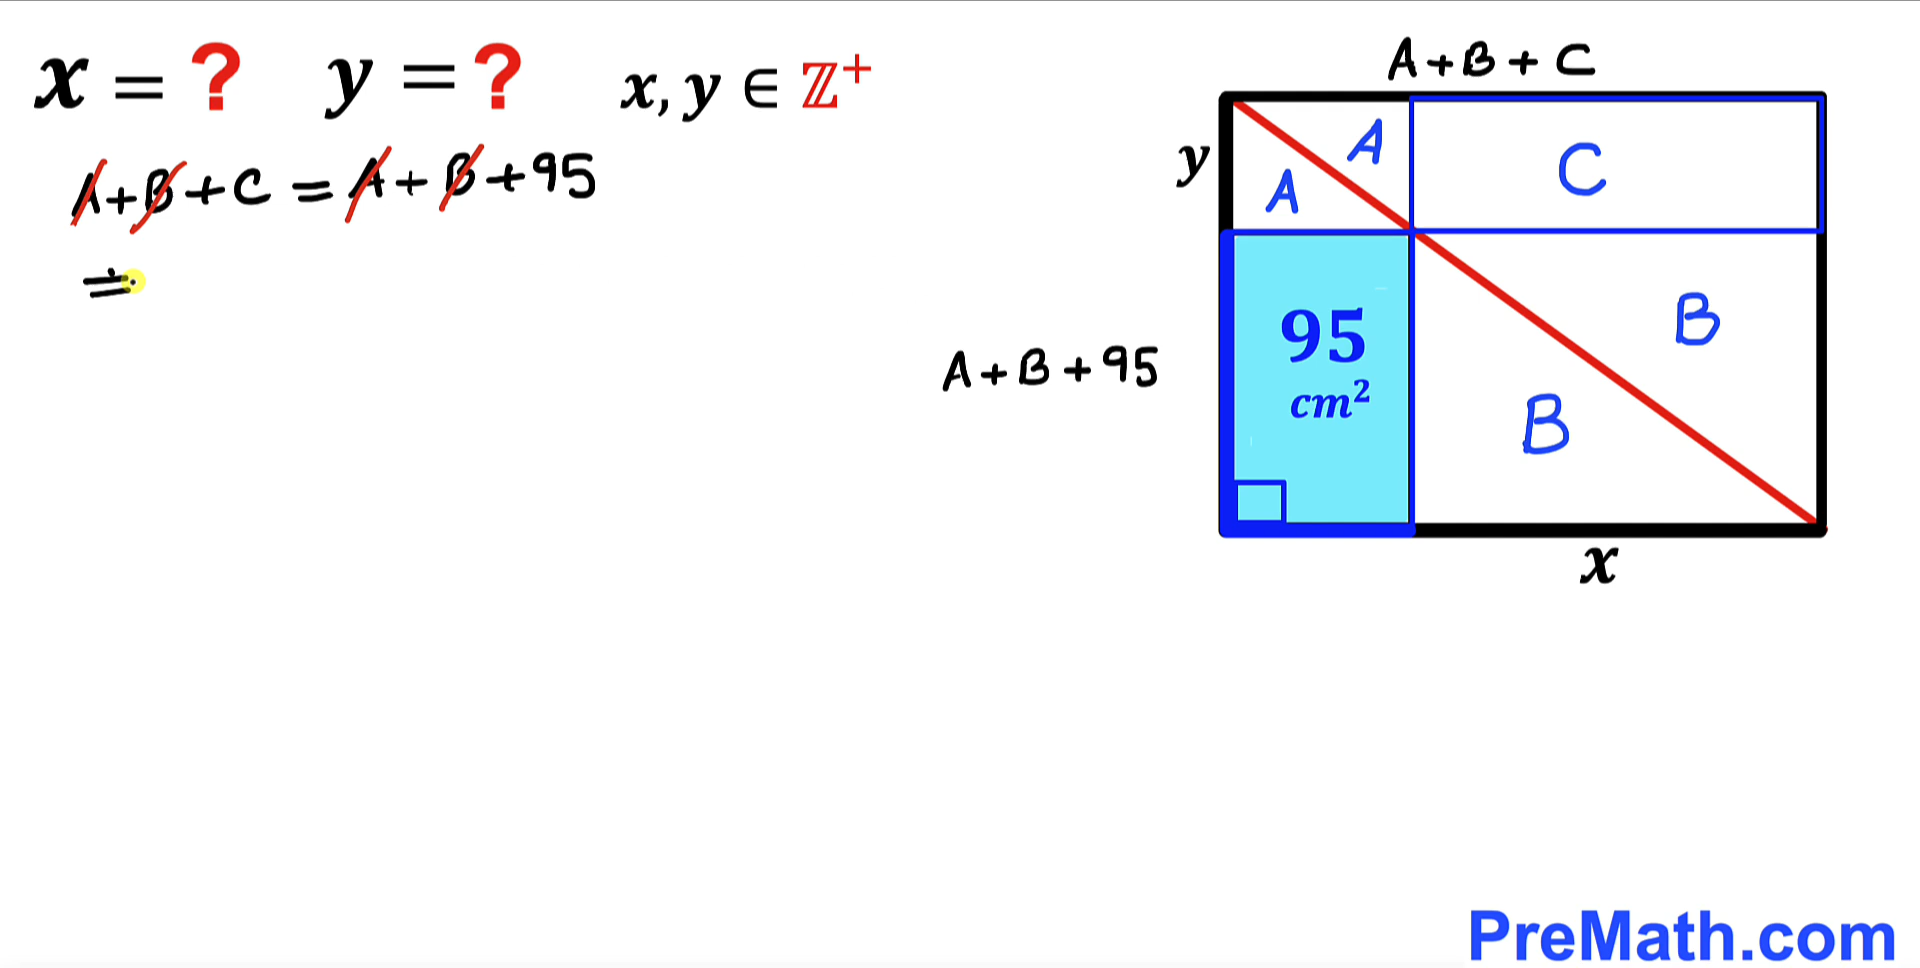 x = ? y = ? x, y ∈ ℤ⁺
A+B+C = A+B+95
=
A+B+C
y
A
A
C
95
cm²
A+B+95
B
B
x
PreMath.com